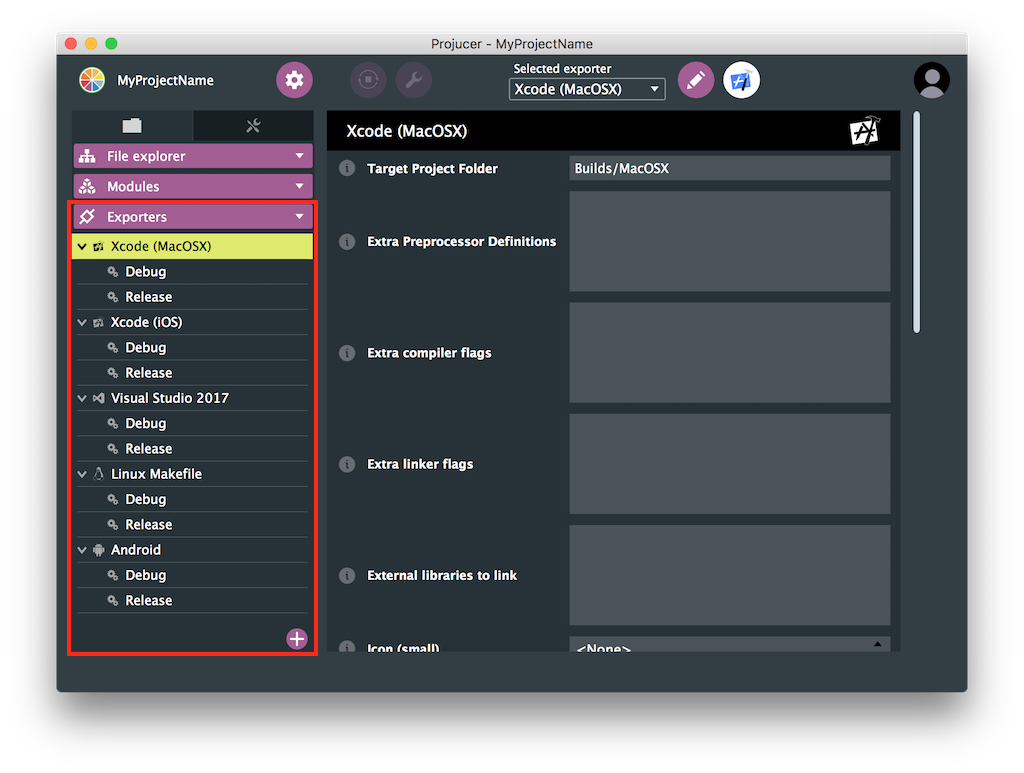 Projucer - MyProjectName
MyProjectName
Selected exporter
Xcode (MacOSX)
File explorer
Modules
Exporters
Xcode (MacOSX)
Debug
Release
Xcode (iOS)
Debug
Release
Visual Studio 2017
Debug
Release
Linux Makefile
Debug
Release
Android
Debug
Release
Xcode (MacOSX)
Target Project Folder
Builds/MacOSX
Extra Preprocessor Definitions
Extra compiler flags
Extra linker flags
External libraries to link
Icon (small)
<None>